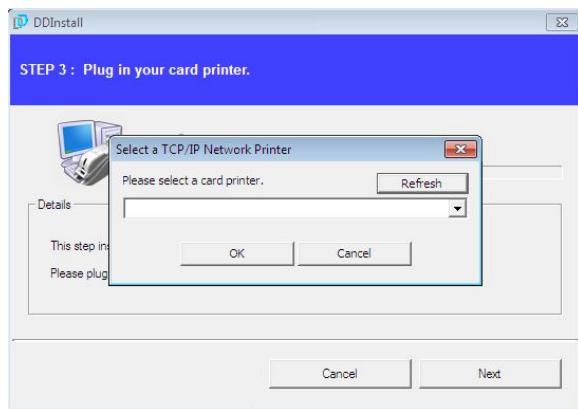 DDInstall
STEP 3 : Plug in your card printer.
Select a TCP/IP Network Printer
Please select a card printer.
Refresh
Details
OK
Cancel
This step ins
Please plug
Cancel
Next